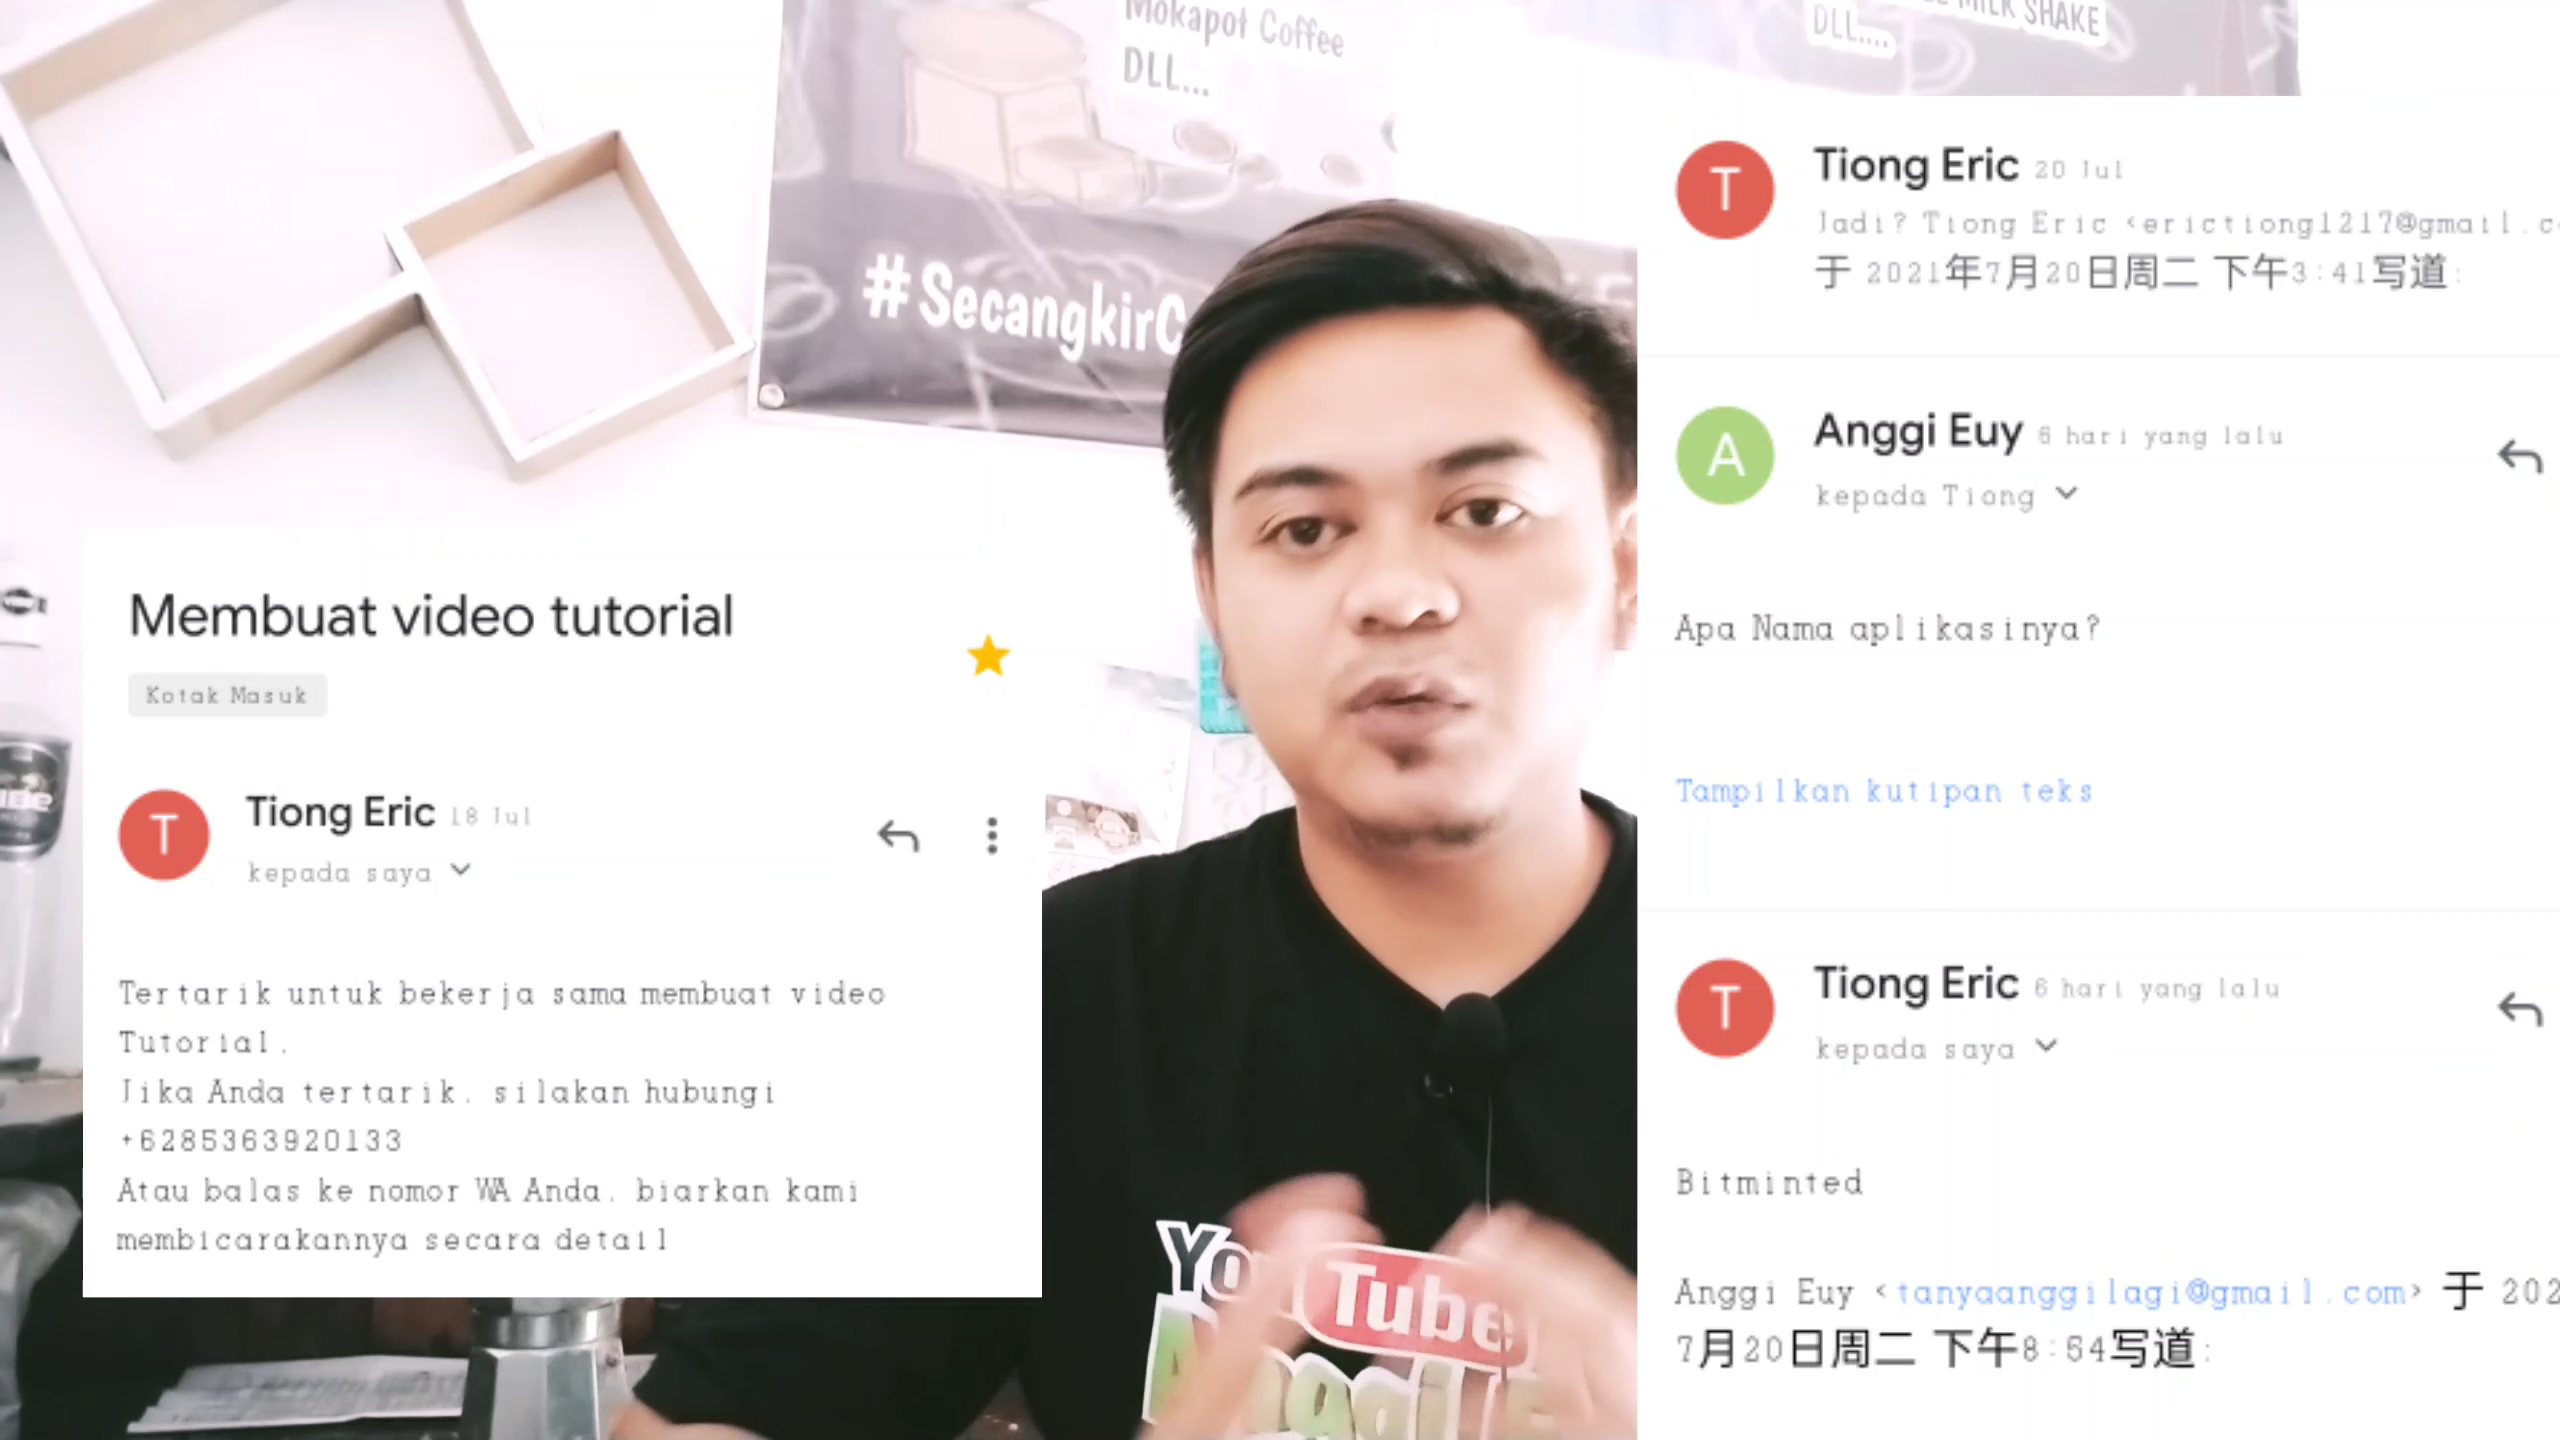 Mokapot Coffee
DLL...
MILK SHAKE
DLL....
#SecangkirC
Membuat video tutorial
Kotak Masuk
T
Tiong Eric 18 Jul
kepada saya
Tertarik untuk bekerja sama membuat video
Tutorial.
Jika Anda tertarik, silakan hubungi
+6285363920133
Atau balas ke nomor WA Anda, biarkan kami
membicarakannya secara detail
T
Tiong Eric 20 Jul
Jadi? Tiong Eric <erictiong1217@gmail.c
于 2021年7月20日周二 下午3:41写道:
A
Anggi Euy 6 hari yang lalu
kepada Tiong
Apa Nama aplikasinya?
Tampilkan kutipan teks
T
Tiong Eric 6 hari yang lalu
kepada saya
Bitminted
Anggi Euy <tanyaanggilagi@gmail.com> 于 202
7月20日周二 下午8:54写道:
Tube